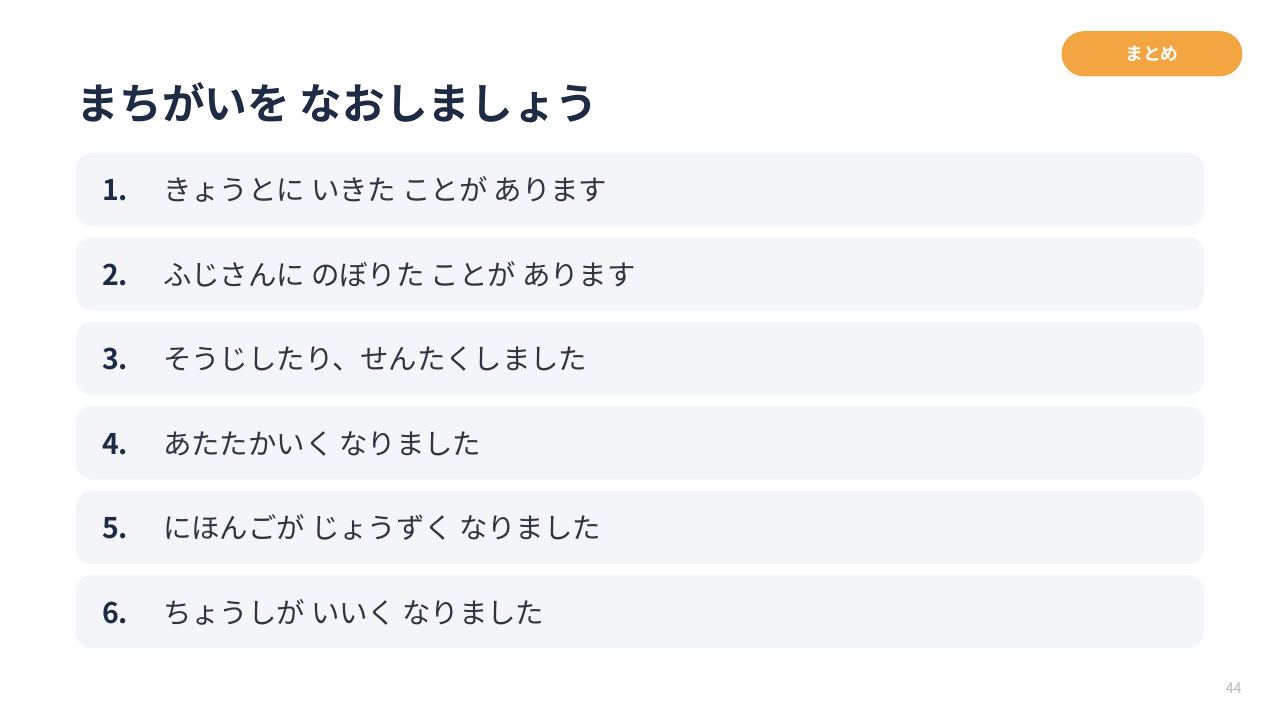 まとめ
まちがいを なおしましょう
1. きょうとに いきた ことが あります
2. ふじさんに のぼりた ことが あります
3. そうじしたり、せんたくしました
4. あたたかいく なりました
5. にほんごが じょうずく なりました
6. ちょうしが いいく なりました
44